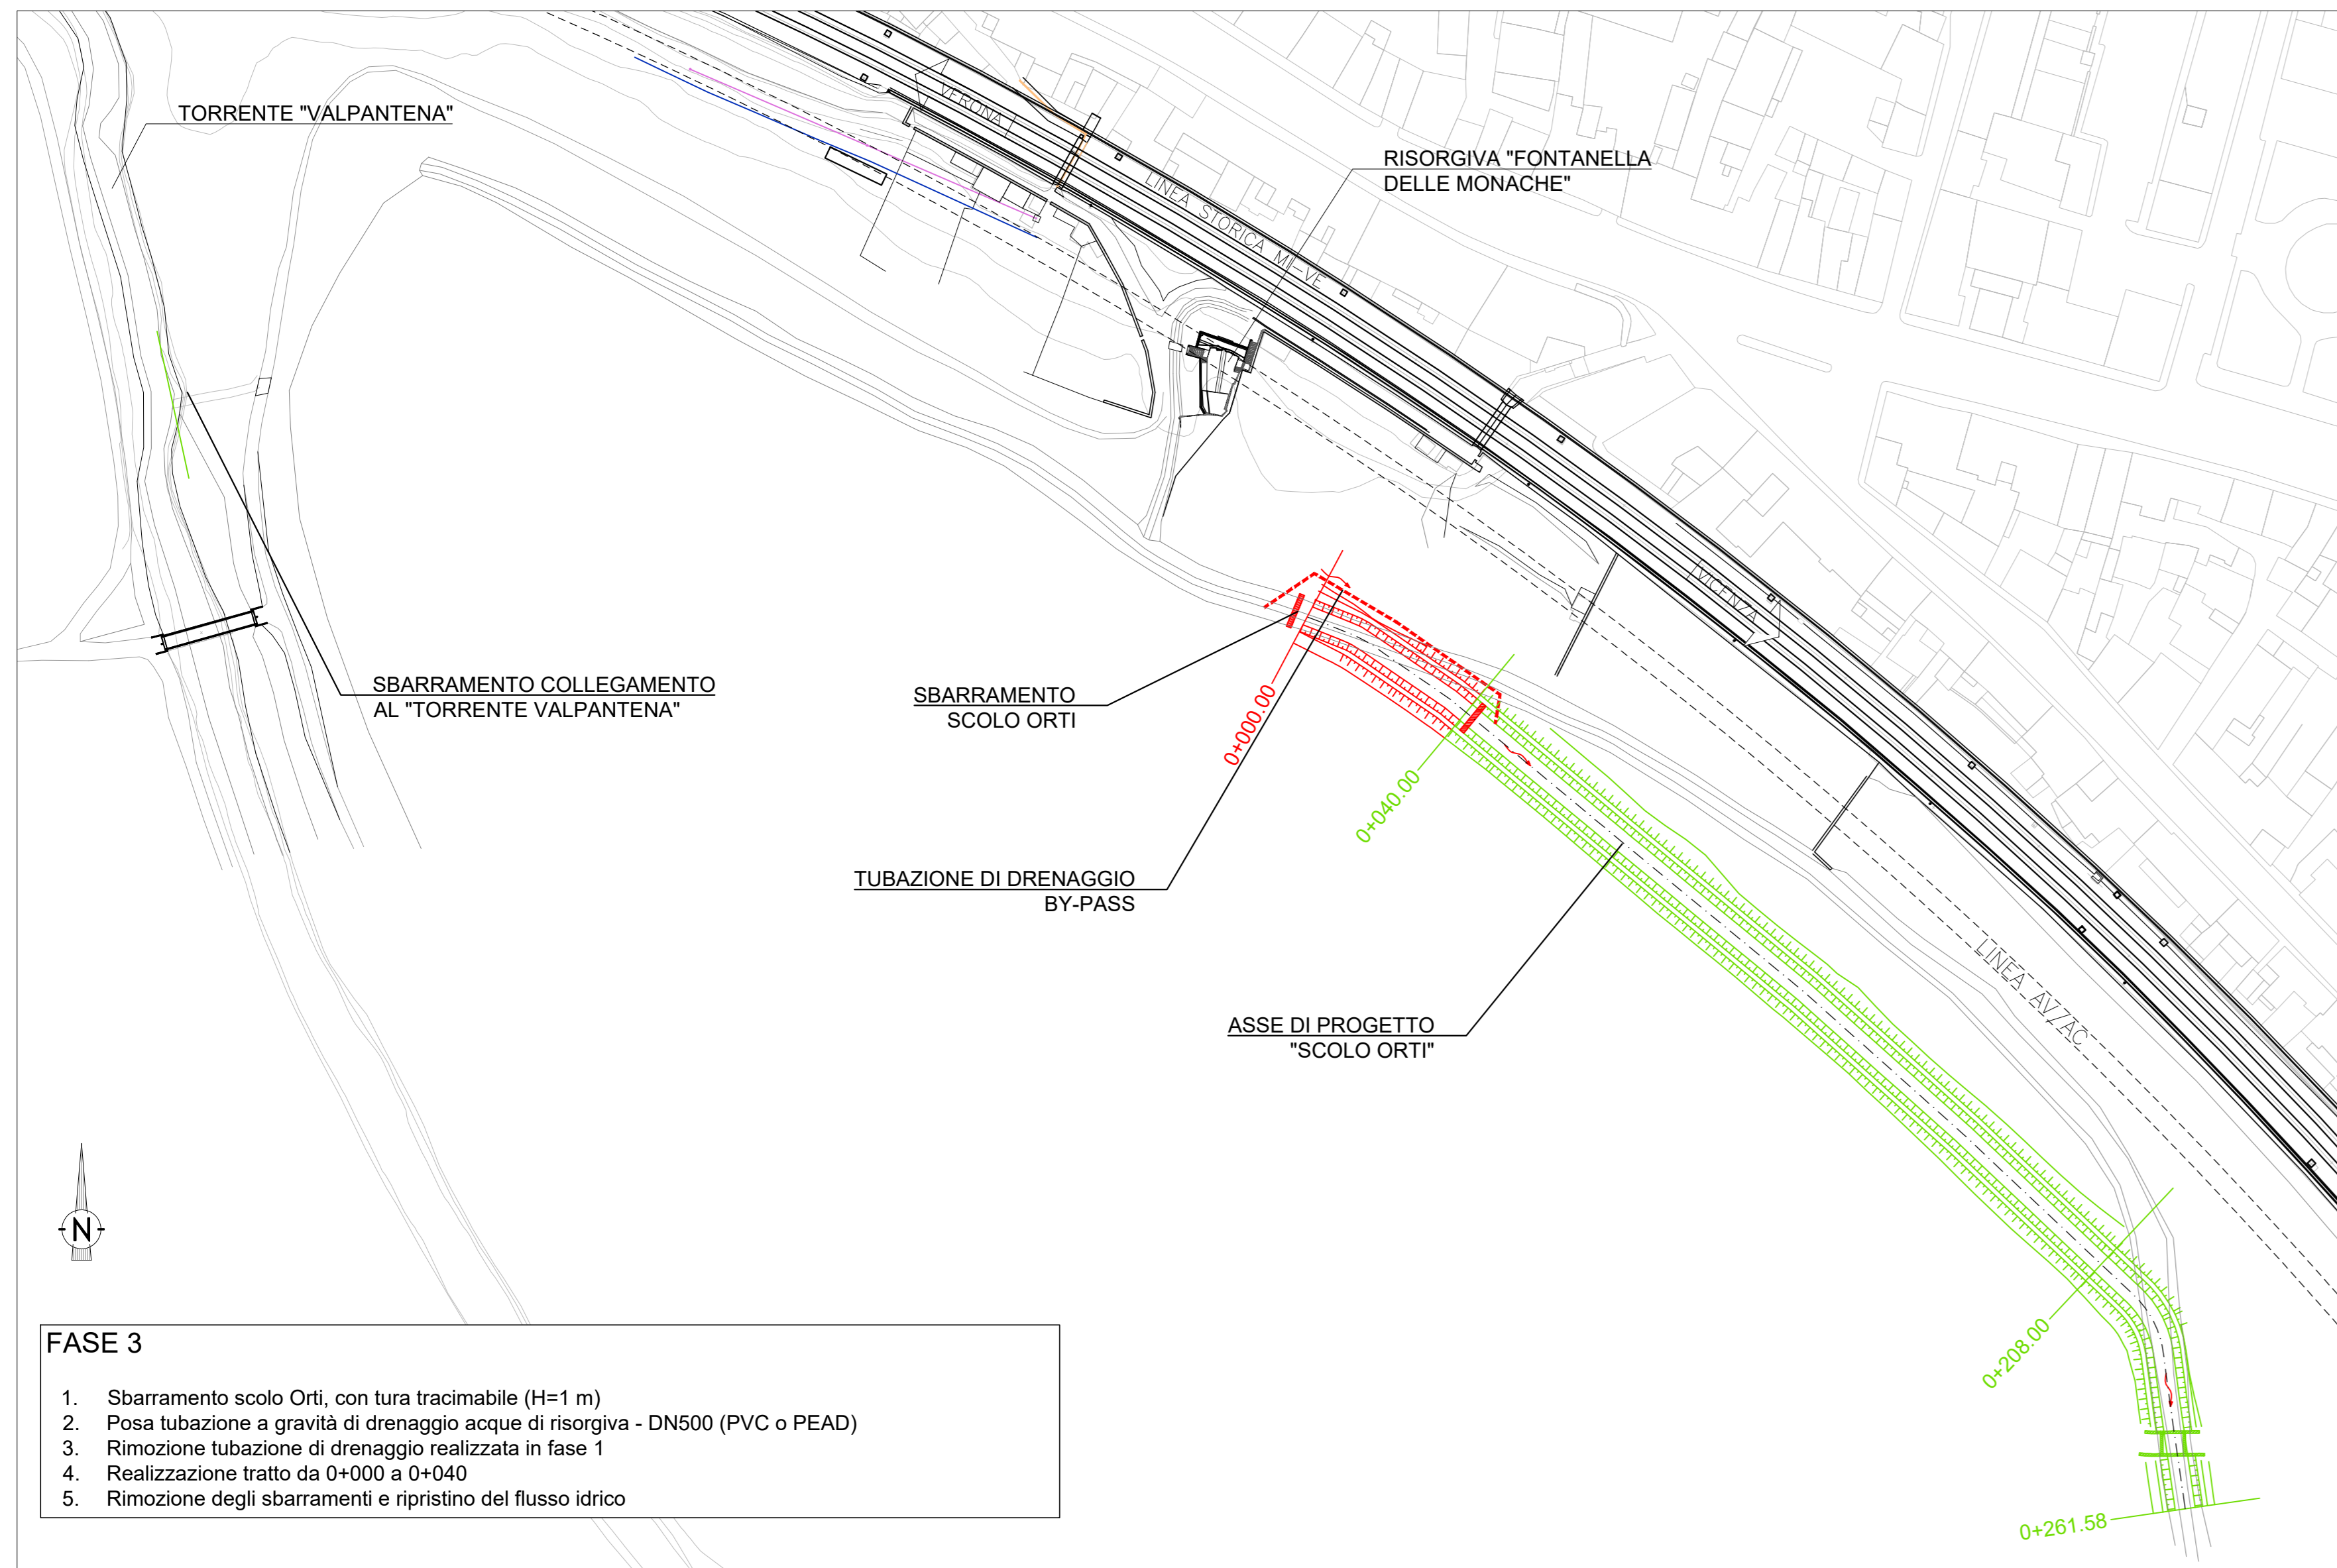 TORRENTE "VALPANTENA"
VERONA
LINEA STORICA MI-VE
RISORGIVA "FONTANELLA
DELLE MONACHE"
VICENZA
SBARRAMENTO COLLEGAMENTO
AL "TORRENTE VALPANTENA"
SBARRAMENTO
SCOLO ORTI
0+000.00
0+040.00
TUBAZIONE DI DRENAGGIO
BY-PASS
LINEA AV/AC
ASSE DI PROGETTO
"SCOLO ORTI"
N
0+208.00
0+261.58
FASE 3
1. Sbarramento scolo Orti, con tura tracimabile (H=1 m)
2. Posa tubazione a gravità di drenaggio acque di risorgiva - DN500 (PVC o PEAD)
3. Rimozione tubazione di drenaggio realizzata in fase 1
4. Realizzazione tratto da 0+000 a 0+040
5. Rimozione degli sbarramenti e ripristino del flusso idrico